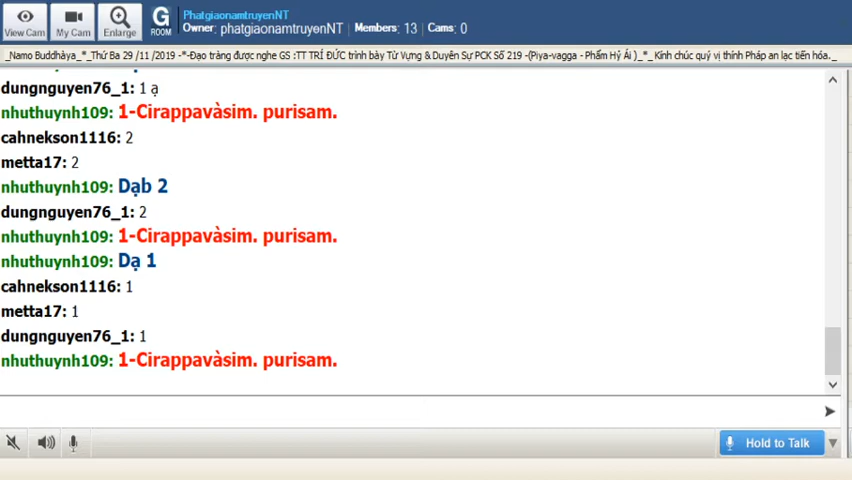 View Cam
My Cam
Enlarge
G
ROOM
PhatgiaonamtruyenNT
Owner: phatgiaonamtruyenNT . Members: 13 . Cams: 0
_Namo Buddhàya_*_Thứ Ba 29 /11 /2019 -*-Đạo tràng được nghe GS :TT TRÍ ĐỨC trình bày Từ Vựng & Duyên Sự PCK Số 219 -(Piya-vagga - Phẩm Hỷ Ái )_*_ Kính chúc quý vị thính Pháp an lạc tiến hóa._
dungnguyen76_1: 1 ạ
nhuthuynh109: 1-Cirappavàsim. purisam.
cahnekson1116: 2
metta17: 2
nhuthuynh109: Dạb 2
dungnguyen76_1: 2
nhuthuynh109: 1-Cirappavàsim. purisam.
nhuthuynh109: Dạ 1
cahnekson1116: 1
metta17: 1
dungnguyen76_1: 1
nhuthuynh109: 1-Cirappavàsim. purisam.
Hold to Talk